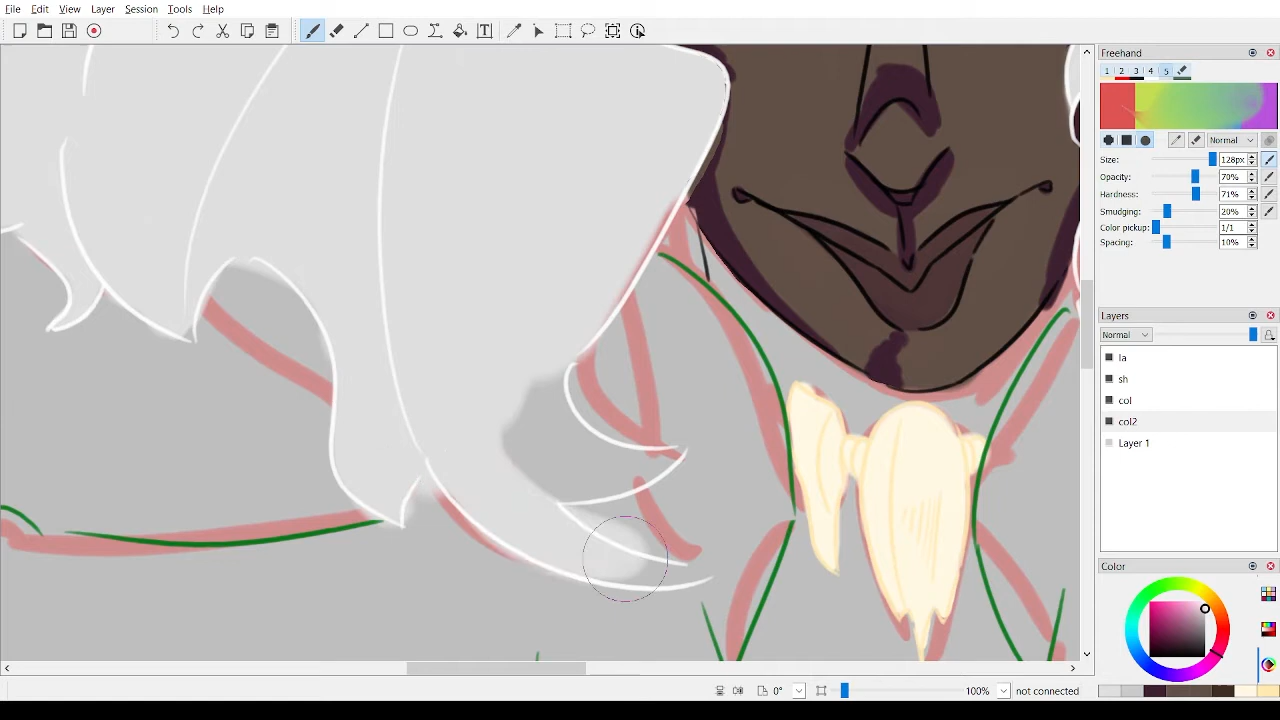 File Edit View Layer Session Tools Help
Freehand
1 2 3 4 5
Normal
Size: 128px
Opacity: 70%
Hardness: 71%
Smudging: 20%
Color pickup: 1/1
Spacing: 10%
Layers
Normal
la
sh
col
col2
Layer 1
Color
0° 100% not connected